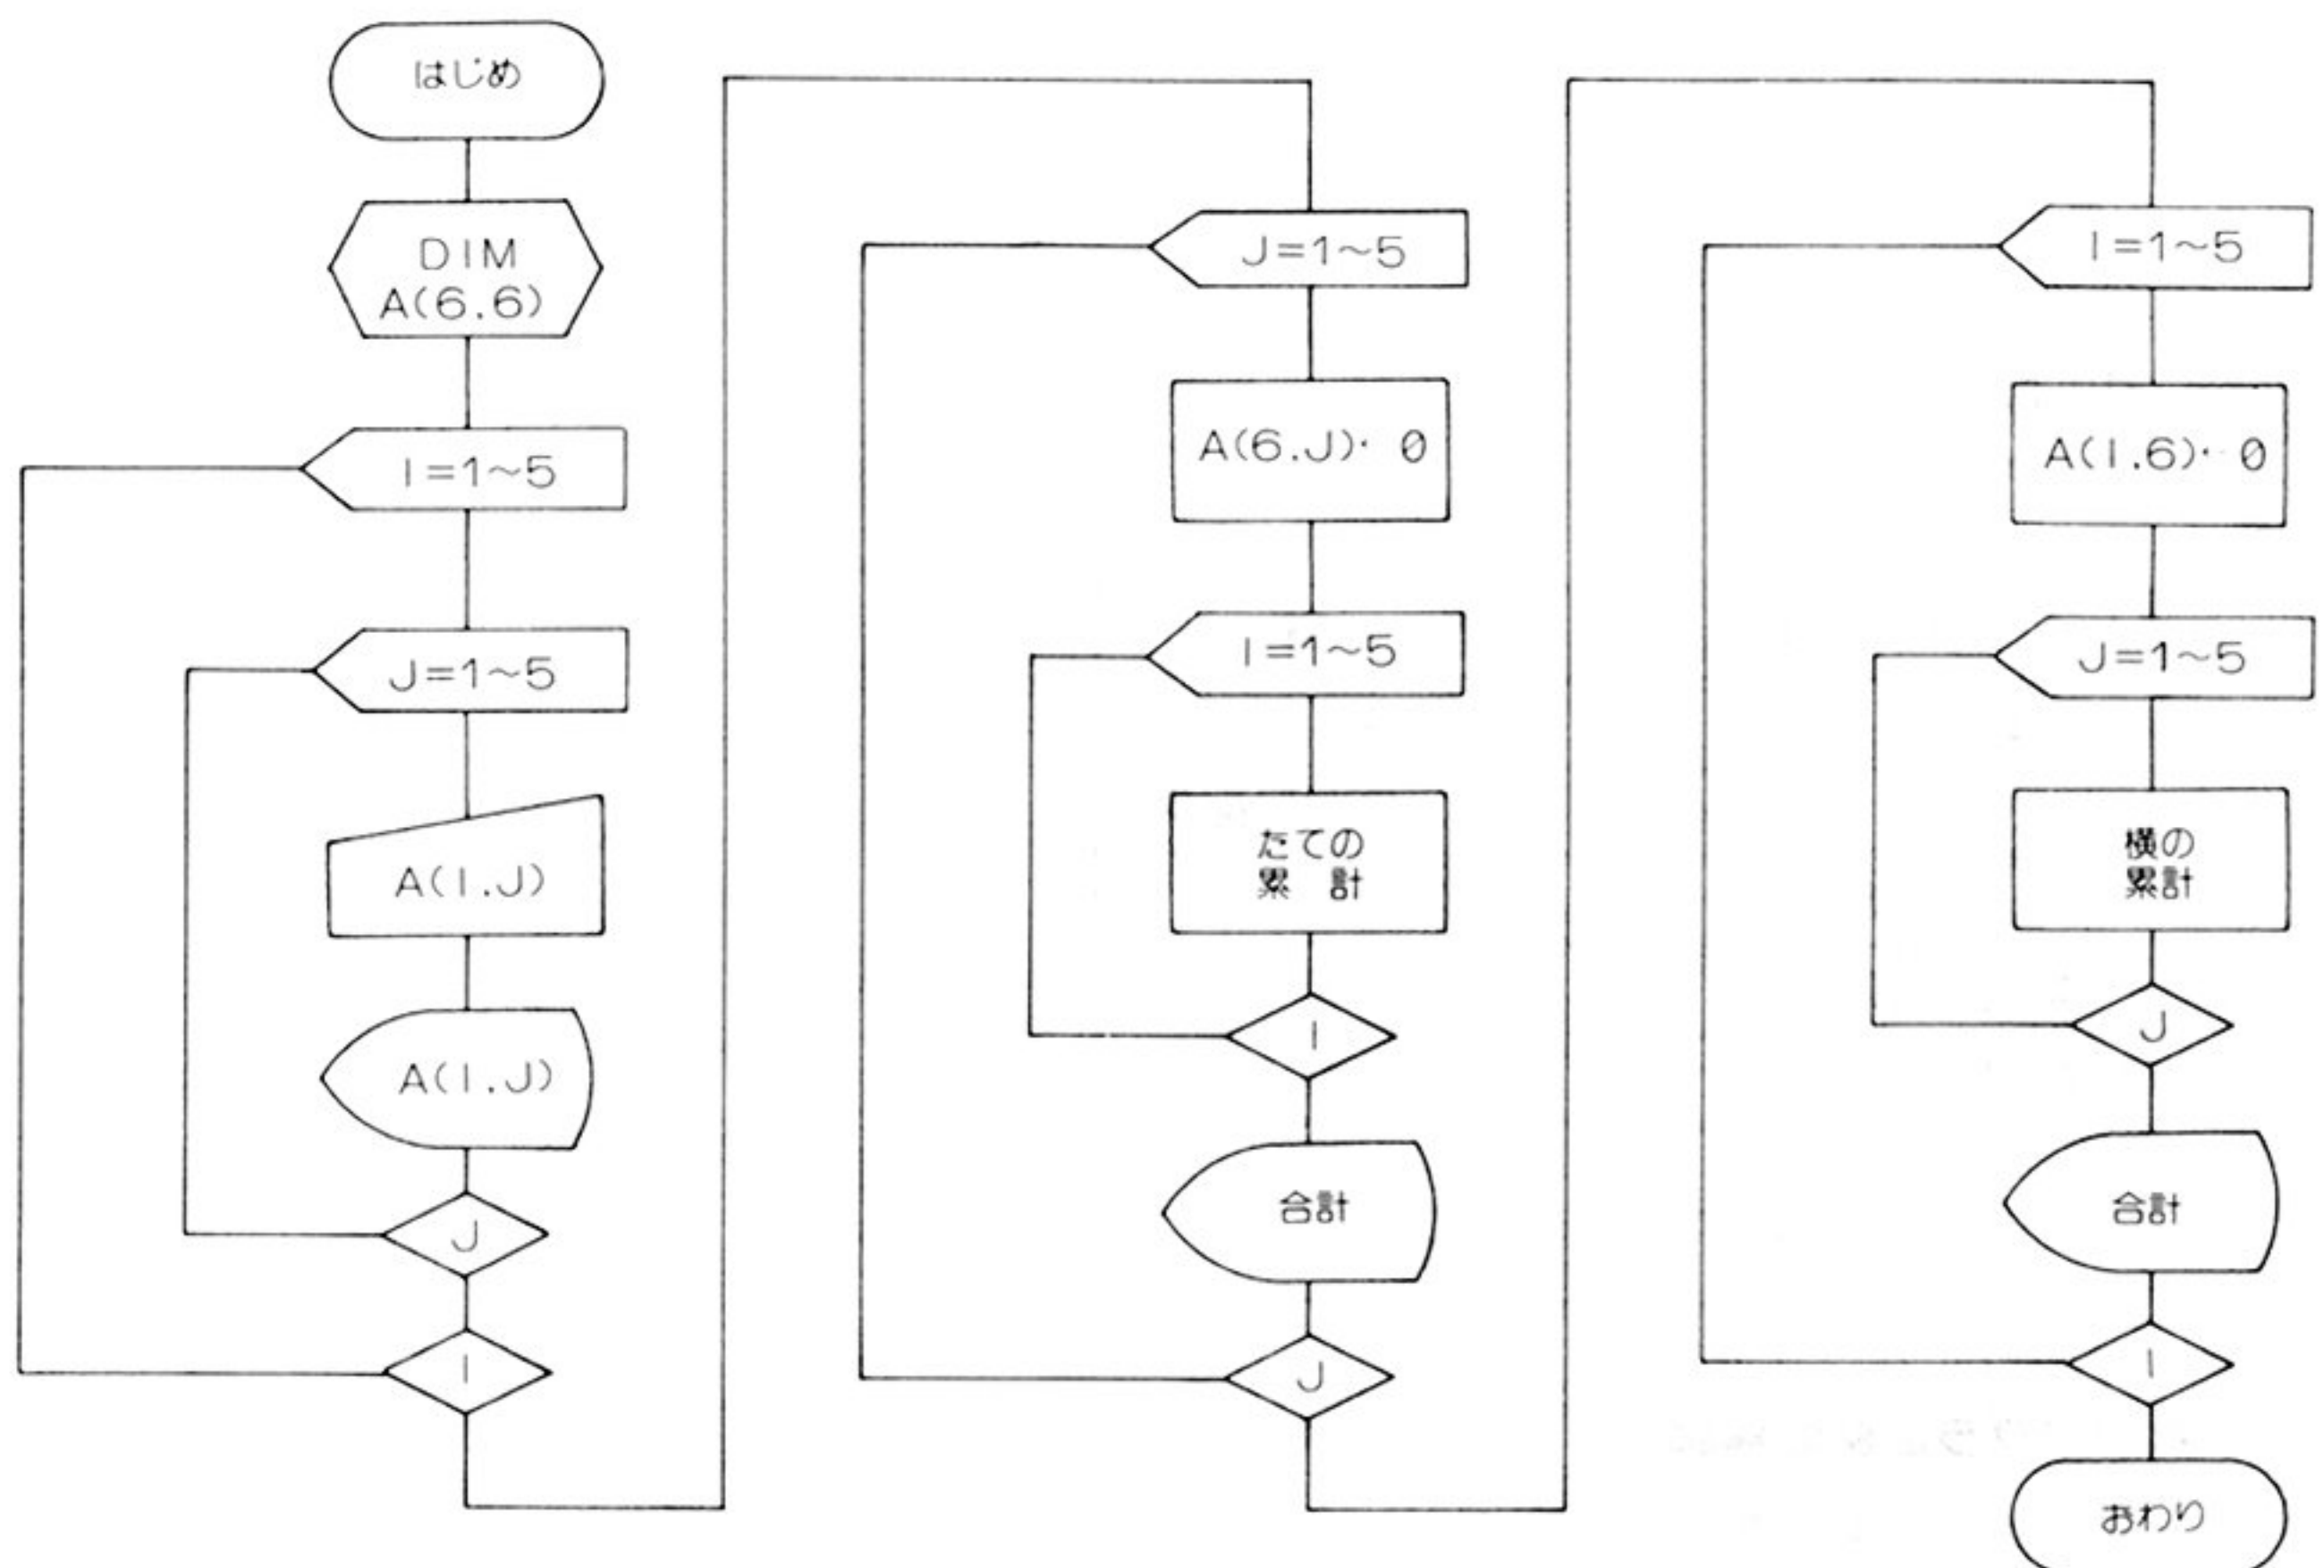 はじめ
DIM
A(6.6)
I=1~5
J=1~5
A(I.J)
A(I.J)
J
I
J=1~5
A(6.J)· 0
I=1~5
たての
累 計
I
合計
J
I=1~5
A(I.6)· 0
J=1~5
横の
累計
J
合計
I
おわり